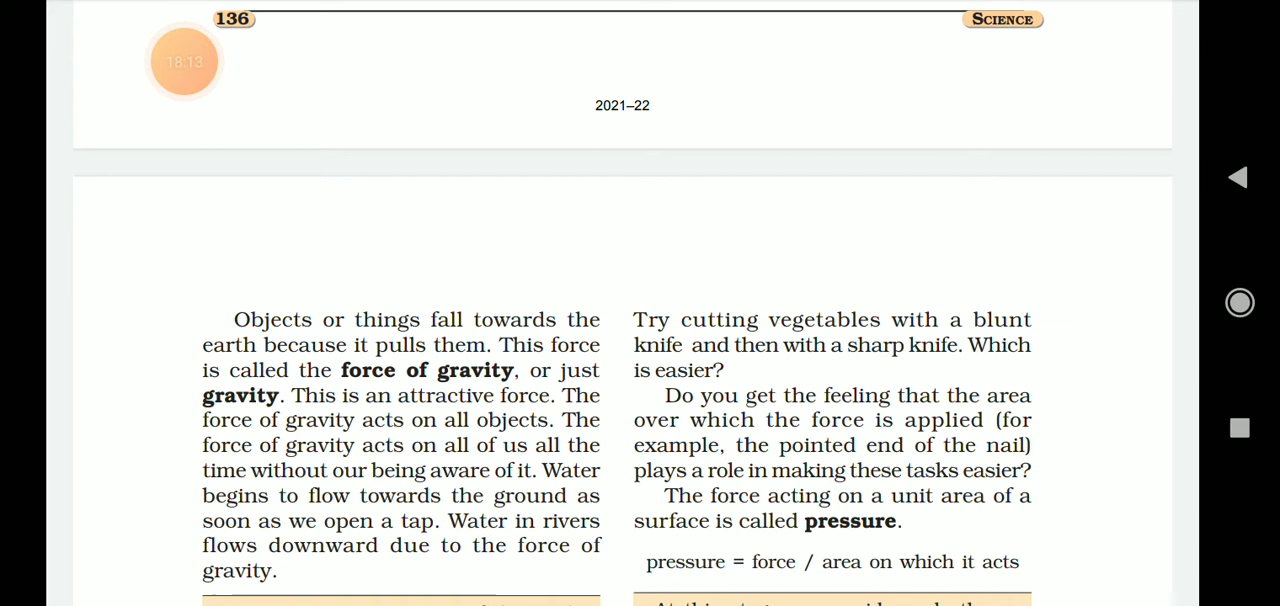 136
SCIENCE
18:13
2021–22
Objects or things fall towards the
earth because it pulls them. This force
is called the force of gravity, or just
gravity. This is an attractive force. The
force of gravity acts on all objects. The
force of gravity acts on all of us all the
time without our being aware of it. Water
begins to flow towards the ground as
soon as we open a tap. Water in rivers
flows downward due to the force of
gravity.
Try cutting vegetables with a blunt
knife and then with a sharp knife. Which
is easier?
Do you get the feeling that the area
over which the force is applied (for
example, the pointed end of the nail)
plays a role in making these tasks easier?
The force acting on a unit area of a
surface is called pressure.
pressure = force / area on which it acts